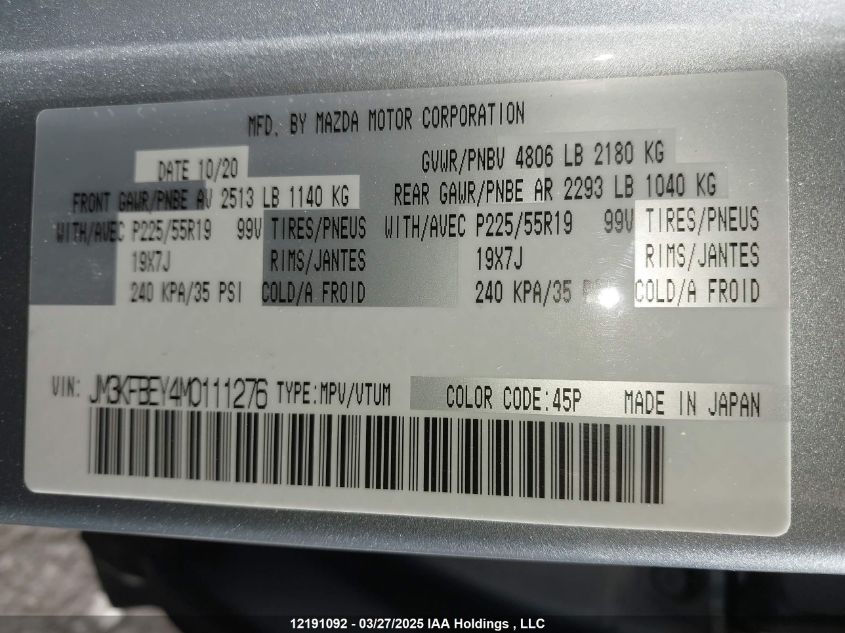 MFD. BY MAZDA MOTOR CORPORATION
DATE 10/20 GVWR/PNBV 4806 LB 2180 KG
FRONT GAWR/PNBE AV 2513 LB 1140 KG REAR GAWR/PNBE AR 2293 LB 1040 KG
WITH/AVEC P225/55R19 99V TIRES/PNEUS WITH/AVEC P225/55R19 99V TIRES/PNEUS
19X7J RIMS/JANTES 19X7J RIMS/JANTES
240 KPA/35 PSI COLD/A FROID 240 KPA/35 COLD/A FROID
VIN: JM3KFBEY4M0111276 TYPE:MPV/VTUM COLOR CODE:45P MADE IN JAPAN
12191092 - 03/27/2025 IAA Holdings , LLC